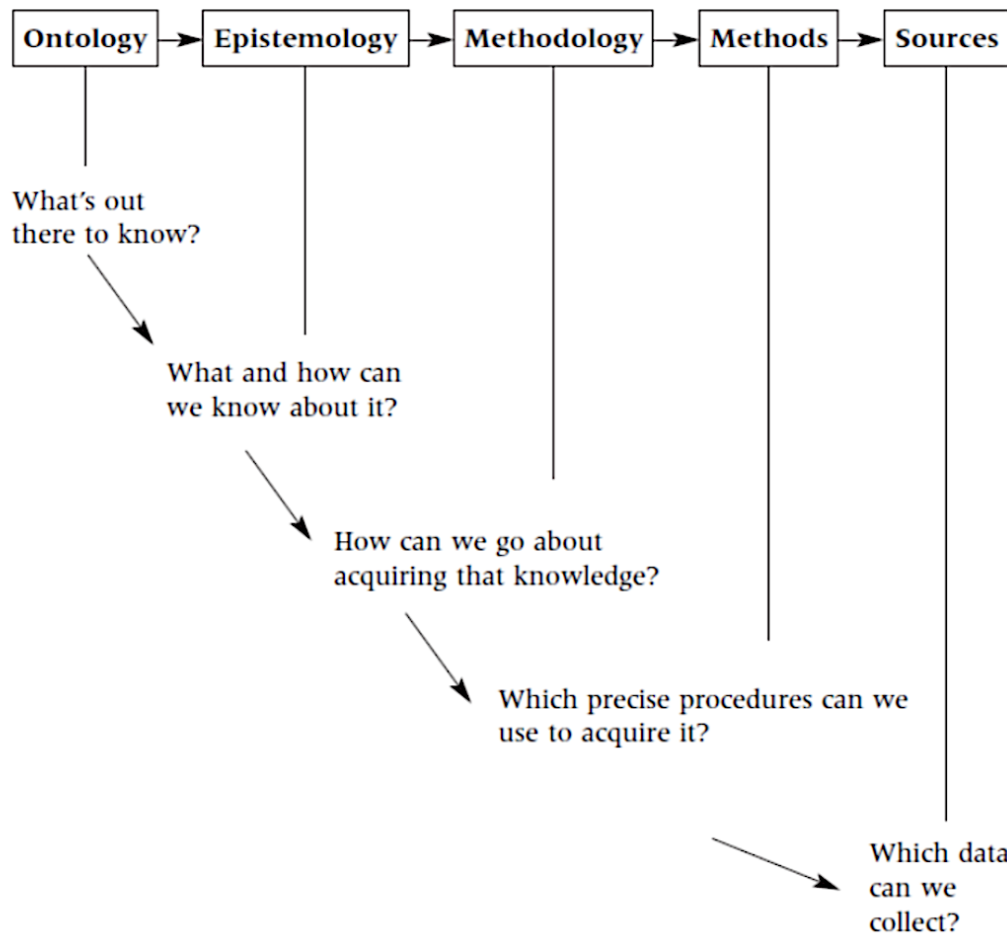 Ontology
Epistemology
Methodology
Methods
Sources
What’s out
there to know?
What and how can
we know about it?
How can we go about
acquiring that knowledge?
Which precise procedures can we
use to acquire it?
Which data
can we
collect?